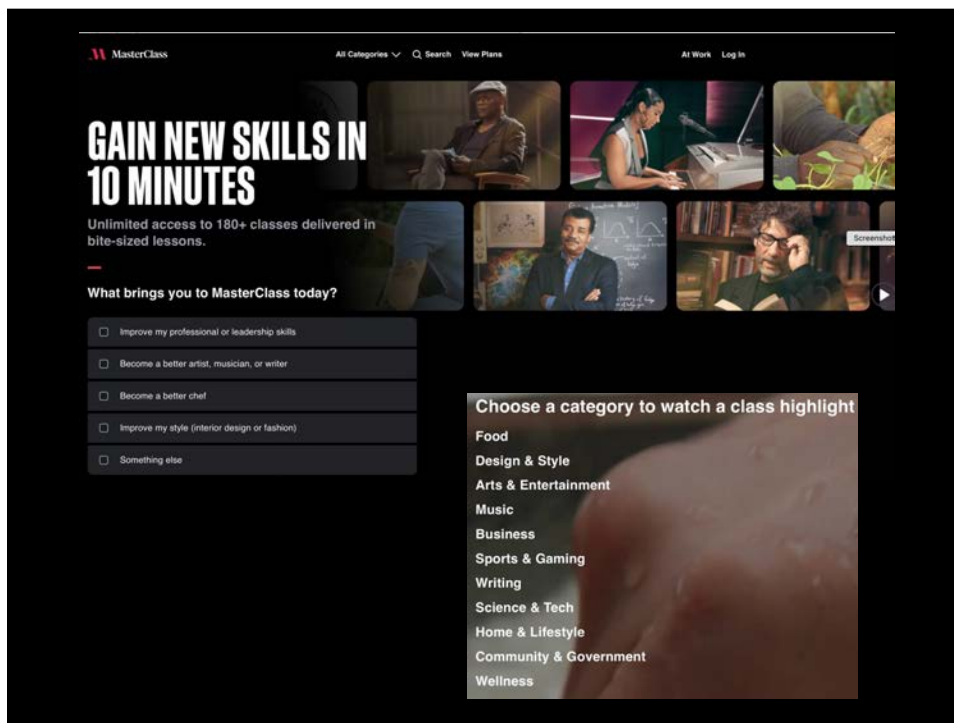 MasterClass
All Categories
Search
View Plans
At Work
Log In
GAIN NEW SKILLS IN
10 MINUTES
Unlimited access to 180+ classes delivered in
bite-sized lessons.
Screenshot
What brings you to MasterClass today?
Improve my professional or leadership skills
Become a better artist, musician, or writer
Become a better chef
Improve my style (interior design or fashion)
Something else
Choose a category to watch a class highlight
Food
Design & Style
Arts & Entertainment
Music
Business
Sports & Gaming
Writing
Science & Tech
Home & Lifestyle
Community & Government
Wellness